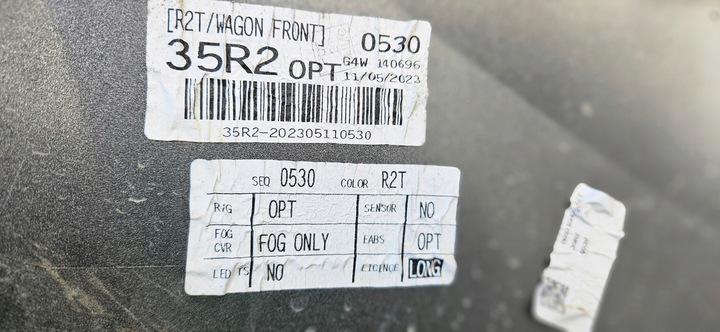 [R2T/WAGON FRONT] 0530
35R2 OPT G4W 140696
11/05/2023
35R2-202305110530
SEQ 0530 COLOR R2T
R/G OPT SENSOR NO
FOG CVR FOG ONLY EABS OPT
LED TS NO LICENCE LONG